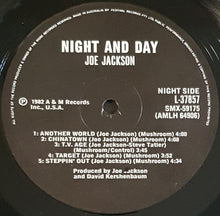 NIGHT AND DAY
JOE JACKSON
NIGHT SIDE
L-37857
SMX-59175
(AMLH 64906)
℗ 1982 A & M Records
Inc., U.S.A.
1. ANOTHER WORLD (Joe Jackson) (Mushroom) 4:00
2. CHINATOWN (Joe Jackson) (Mushroom) 4:06
3. T.V. AGE (Joe Jackson-Steve Tatler)
(Mushroom/Control) 3:45
4. TARGET (Joe Jackson) (Mushroom) 3:52
5. STEPPIN' OUT (Joe Jackson) (Mushroom) 4:19
Produced by Joe Jackson
and David Kershenbaum